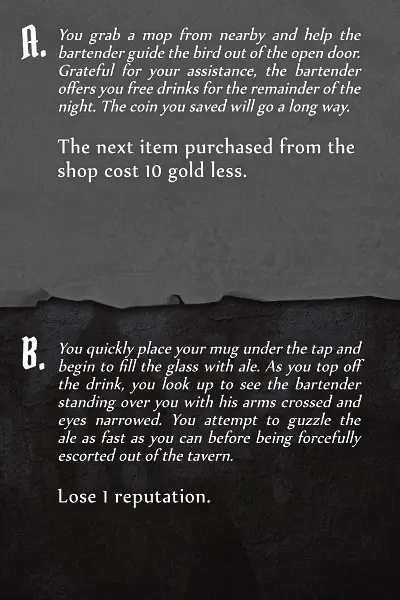 A. You grab a mop from nearby and help the
bartender guide the bird out of the open door.
Grateful for your assistance, the bartender
offers you free drinks for the remainder of the
night. The coin you saved will go a long way.
The next item purchased from the
shop cost 10 gold less.
B. You quickly place your mug under the tap and
begin to fill the glass with ale. As you top off
the drink, you look up to see the bartender
standing over you with his arms crossed and
eyes narrowed. You attempt to guzzle the
ale as fast as you can before being forcefully
escorted out of the tavern.
Lose 1 reputation.